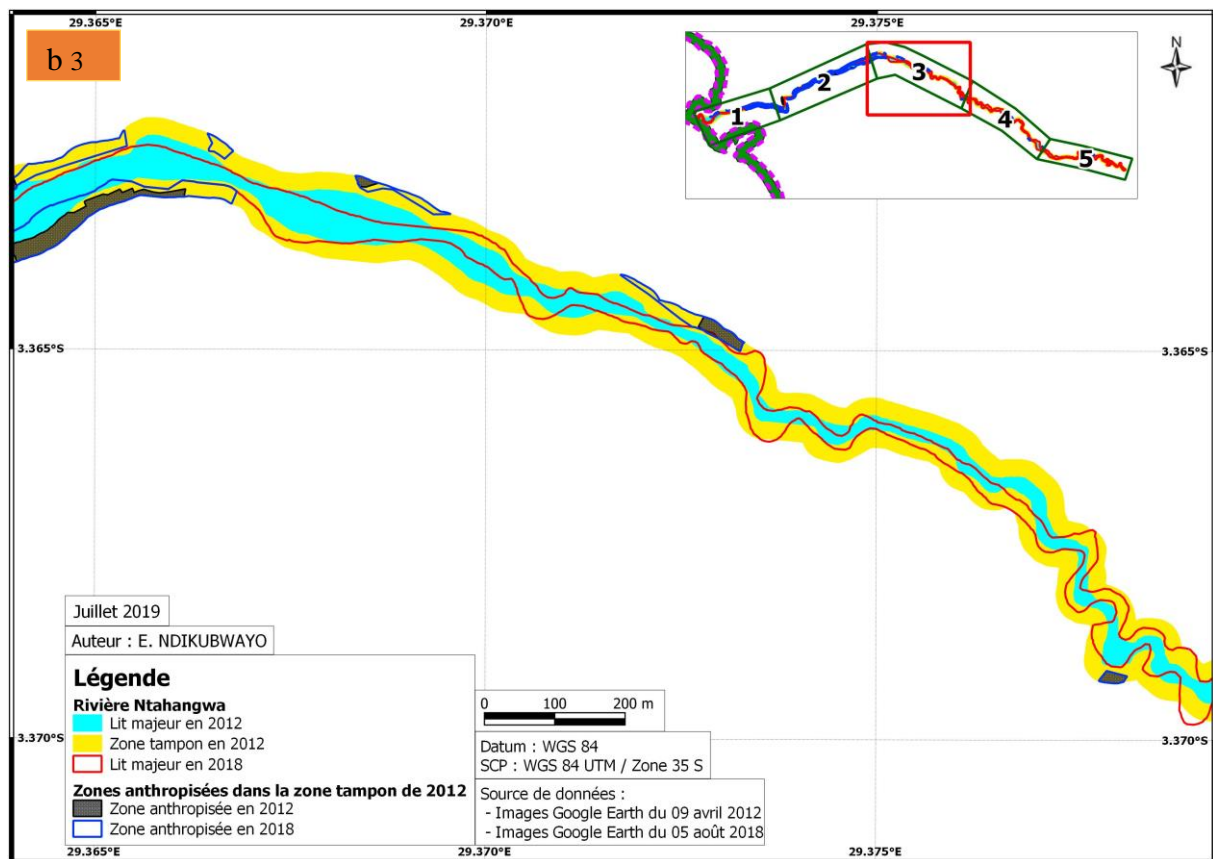 29.365°E 29.370°E 29.375°E
b 3
N
1 2 3 4 5
3.365°S 3.365°S
Juillet 2019
Auteur : E. NDIKUBWAYO
Légende
Rivière Ntahangwa
Lit majeur en 2012
Zone tampon en 2012
Lit majeur en 2018
Zones anthropisées dans la zone tampon de 2012
Zone anthropisée en 2012
Zone anthropisée en 2018
0 100 200 m
Datum : WGS 84
SCP : WGS 84 UTM / Zone 35 S
Source de données :
- Images Google Earth du 09 avril 2012
- Images Google Earth du 05 août 2018
3.370°S 3.370°S
29.365°E 29.370°E 29.375°E